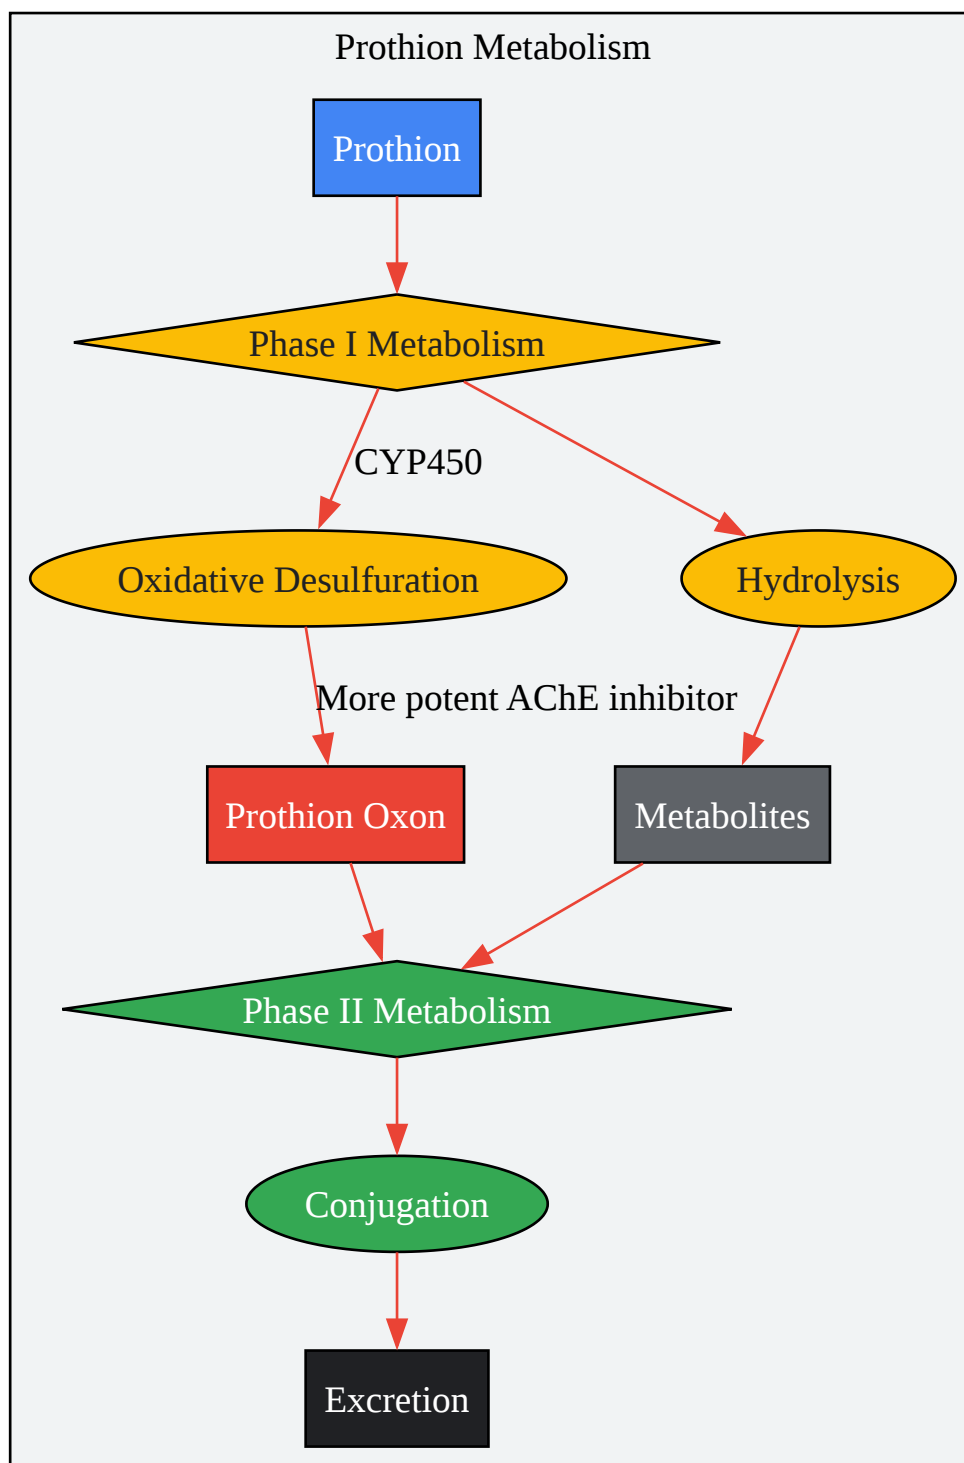 Prothion Metabolism
Prothion
Phase I Metabolism
CYP450
Oxidative Desulfuration
Hydrolysis
More potent AChE inhibitor
Prothion Oxon
Metabolites
Phase II Metabolism
Conjugation
Excretion